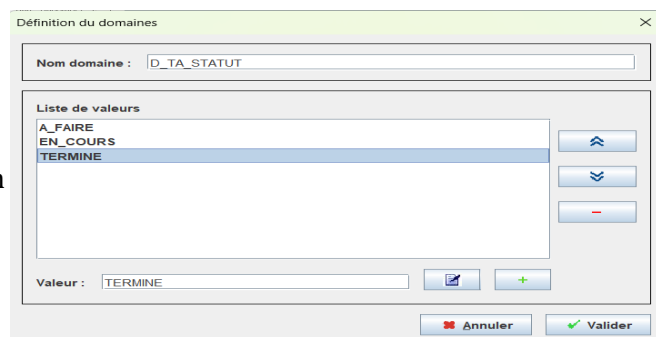 Définition du domaines
Nom domaine : D_TA_STATUT
Liste de valeurs
A_FAIRE
EN_COURS
TERMINE
n
Valeur : TERMINE
Annuler Valider